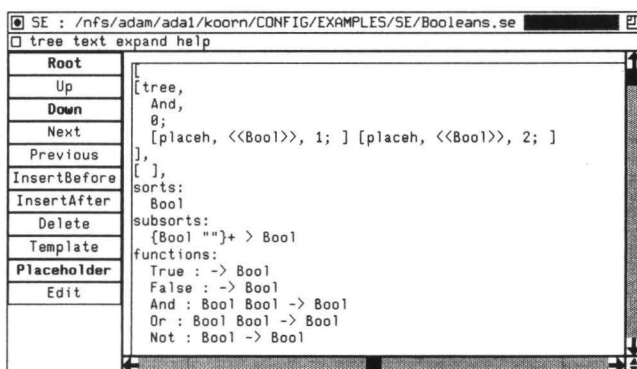 SE : /nfs/adam/ada1/koorn/CONFIG/EXAMPLES/SE/Booleans.se
tree text expand help
Root
Up
Down
Next
Previous
InsertBefore
InsertAfter
Delete
Template
Placeholder
Edit
[
[tree,
And,
0;
[placeh, <<Bool>>, 1; ] [placeh, <<Bool>>, 2; ]
],
[ ],
sorts:
Bool
subsorts:
{Bool ""}+ > Bool
functions:
True : -> Bool
False : -> Bool
And : Bool Bool -> Bool
Or : Bool Bool -> Bool
Not : Bool -> Bool